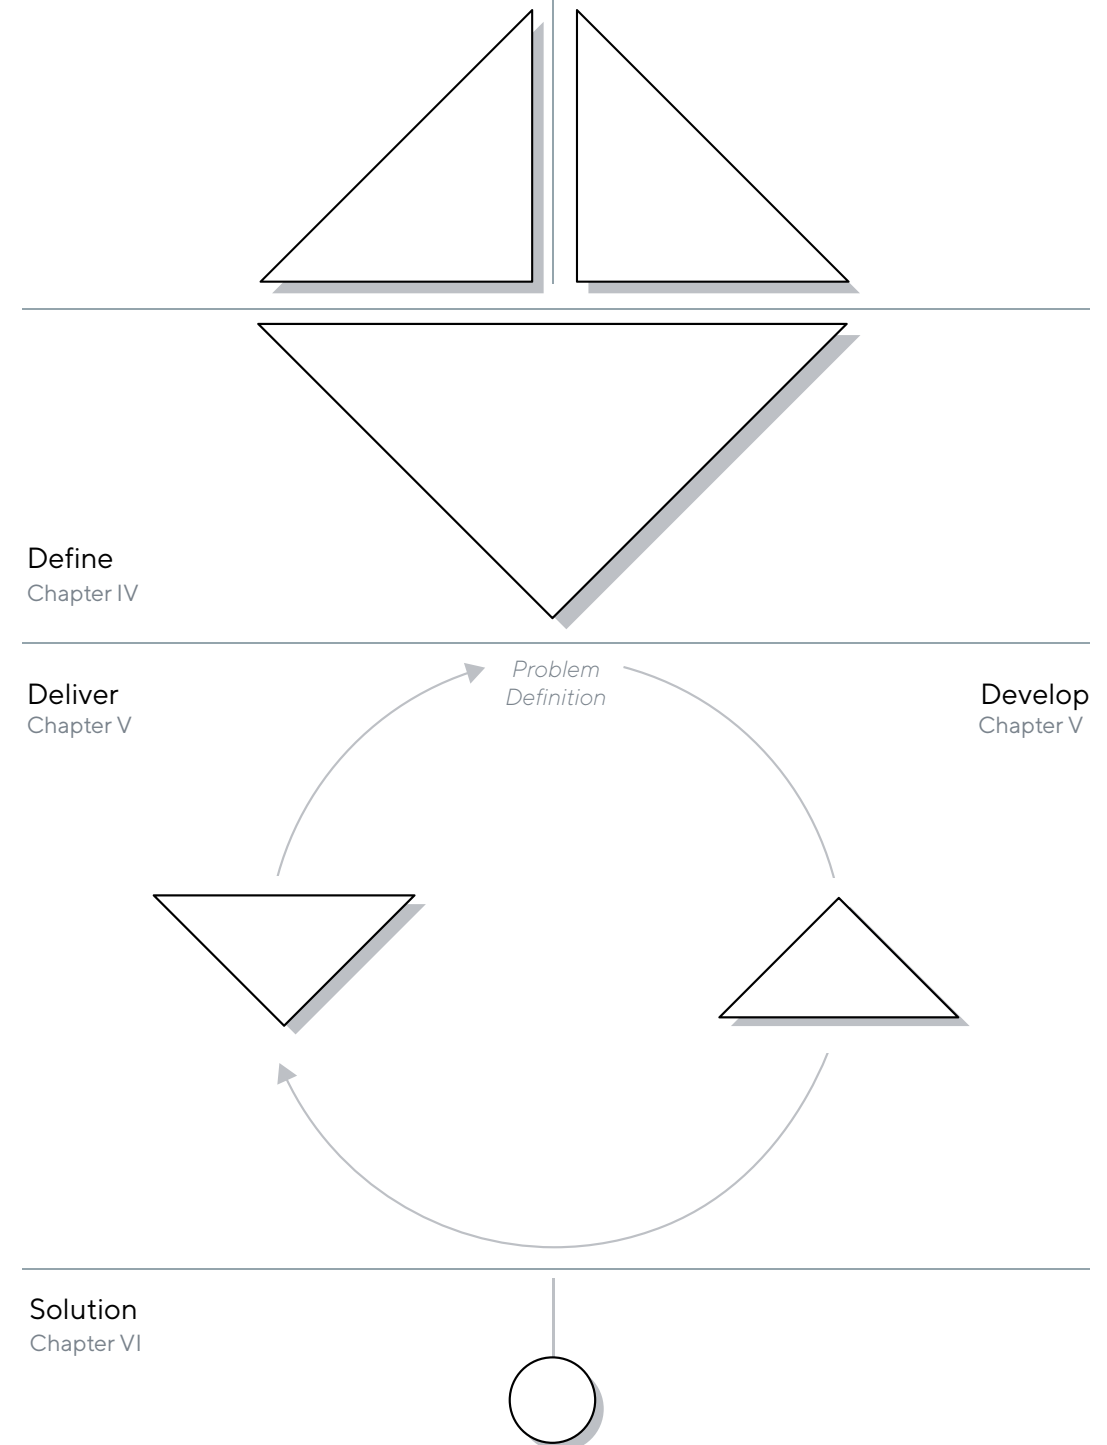 Define
Chapter IV
Problem
Definition
Deliver
Chapter V
Develop
Chapter V
Solution
Chapter VI